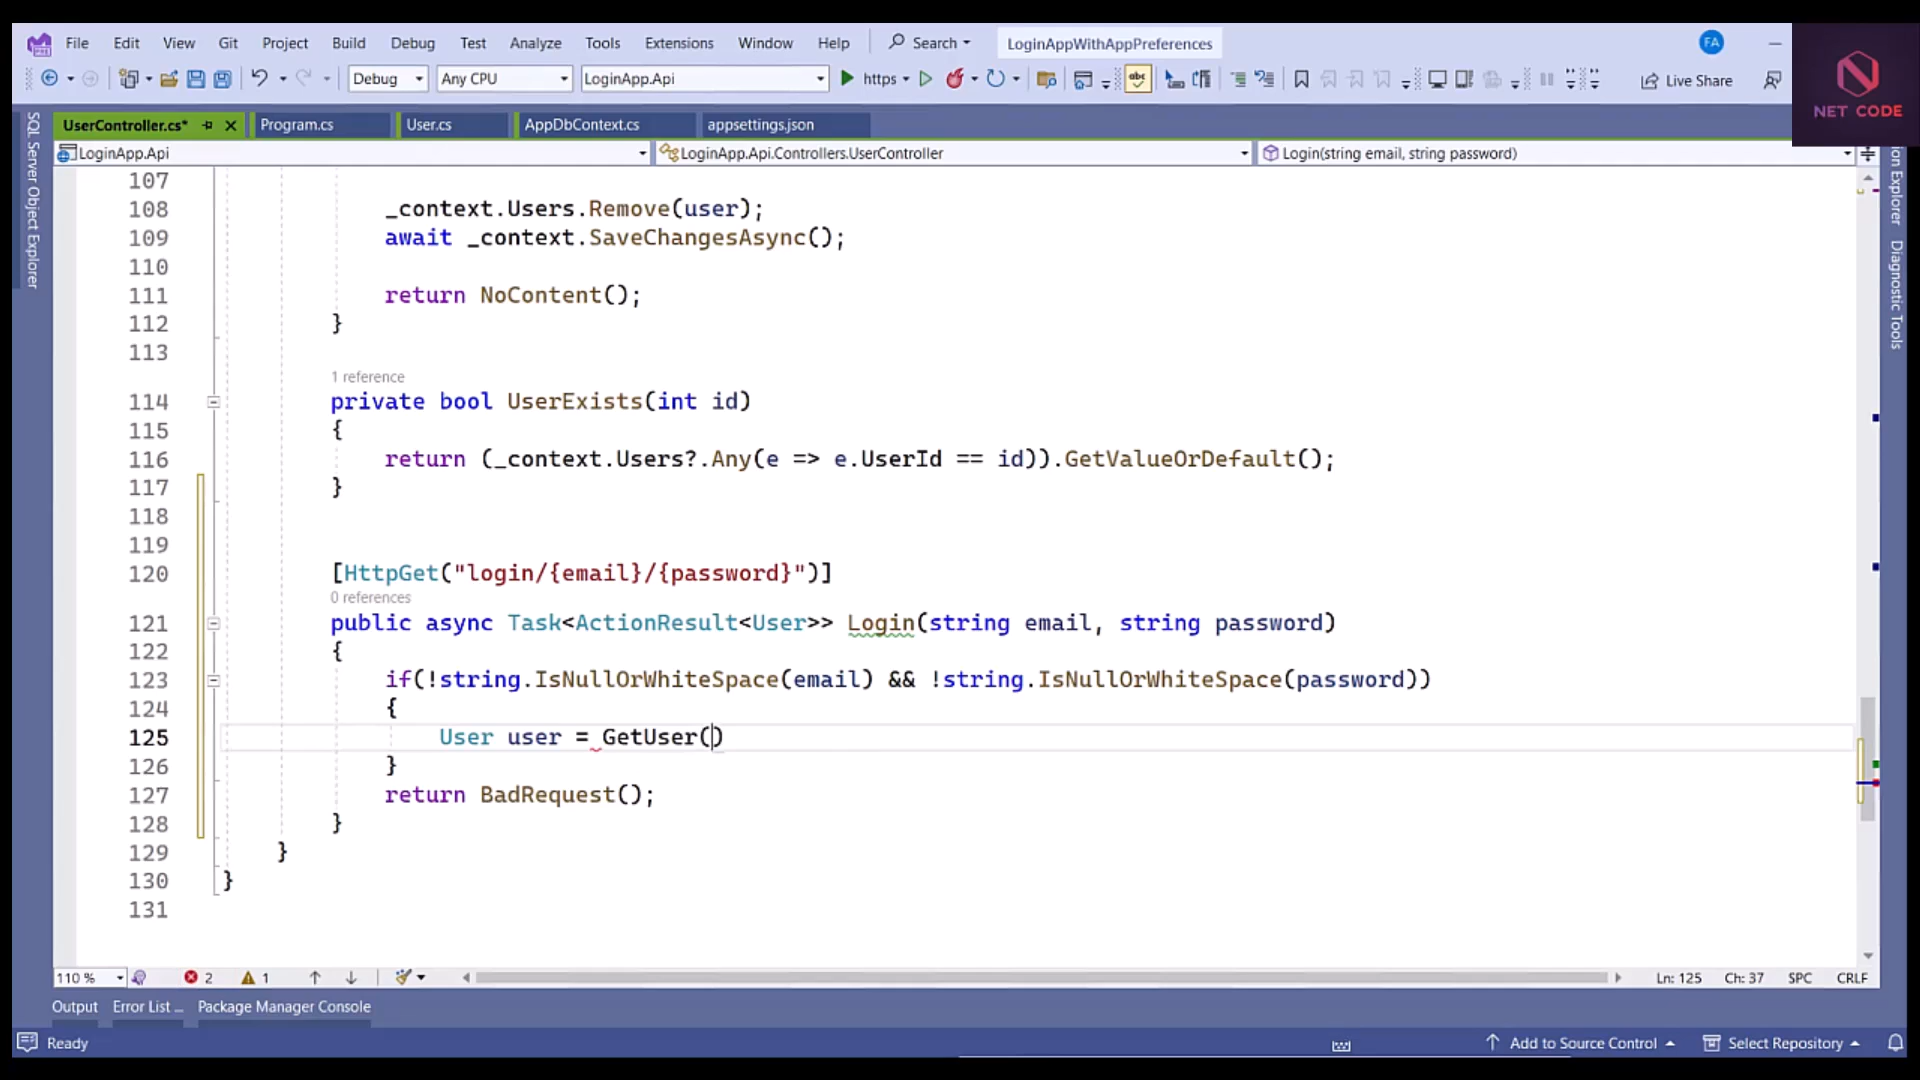 File Edit View Git Project Build Debug Test Analyze Tools Extensions Window Help Search LoginAppWithAppPreferences FA
Debug Any CPU LoginApp.Api https abc Live Share
NET CODE
UserController.cs* Program.cs User.cs AppDbContext.cs appsettings.json
LoginApp.Api LoginApp.Api.Controllers.UserController Login(string email, string password)
SQL Server Object Explorer
ion Explorer
Diagnostic Tools
107
108 _context.Users.Remove(user);
109 await _context.SaveChangesAsync();
110
111 return NoContent();
112 }
113
1 reference
114 private bool UserExists(int id)
115 {
116 return (_context.Users?.Any(e => e.UserId == id)).GetValueOrDefault();
117 }
118
119
120 [HttpGet("login/{email}/{password}")]
0 references
121 public async Task<ActionResult<User>> Login(string email, string password)
122 {
123 if(!string.IsNullOrWhiteSpace(email) && !string.IsNullOrWhiteSpace(password))
124 {
125 User user = GetUser()
126 }
127 return BadRequest();
128 }
129 }
130 }
131
110 % 2 1 Ln: 125 Ch: 37 SPC CRLF
Output Error List ... Package Manager Console
Ready Add to Source Control Select Repository